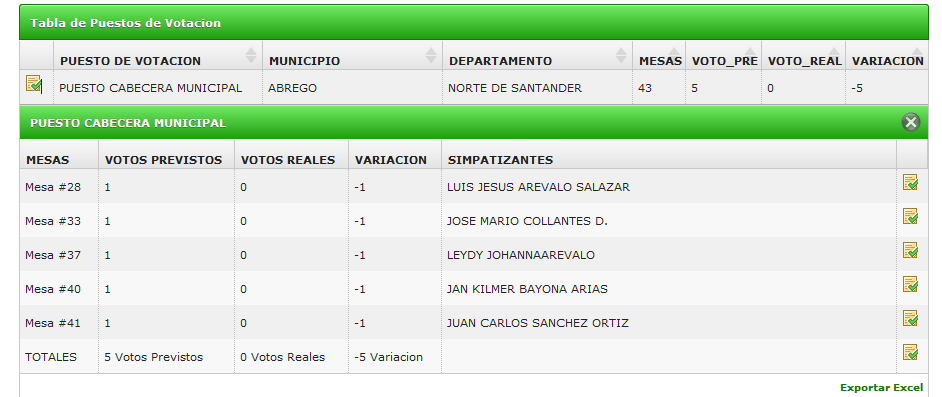 Tabla de Puestos de Votacion
PUESTO DE VOTACION MUNICIPIO DEPARTAMENTO MESAS VOTO_PRE VOTO_REAL VARIACION
PUESTO CABECERA MUNICIPAL ABREGO NORTE DE SANTANDER 43 5 0 -5
PUESTO CABECERA MUNICIPAL
MESAS VOTOS PREVISTOS VOTOS REALES VARIACION SIMPATIZANTES
Mesa #28 1 0 -1 LUIS JESUS AREVALO SALAZAR
Mesa #33 1 0 -1 JOSE MARIO COLLANTES D.
Mesa #37 1 0 -1 LEYDY JOHANNAAREVALO
Mesa #40 1 0 -1 JAN KILMER BAYONA ARIAS
Mesa #41 1 0 -1 JUAN CARLOS SANCHEZ ORTIZ
TOTALES 5 Votos Previstos 0 Votos Reales -5 Variacion
Exportar Excel